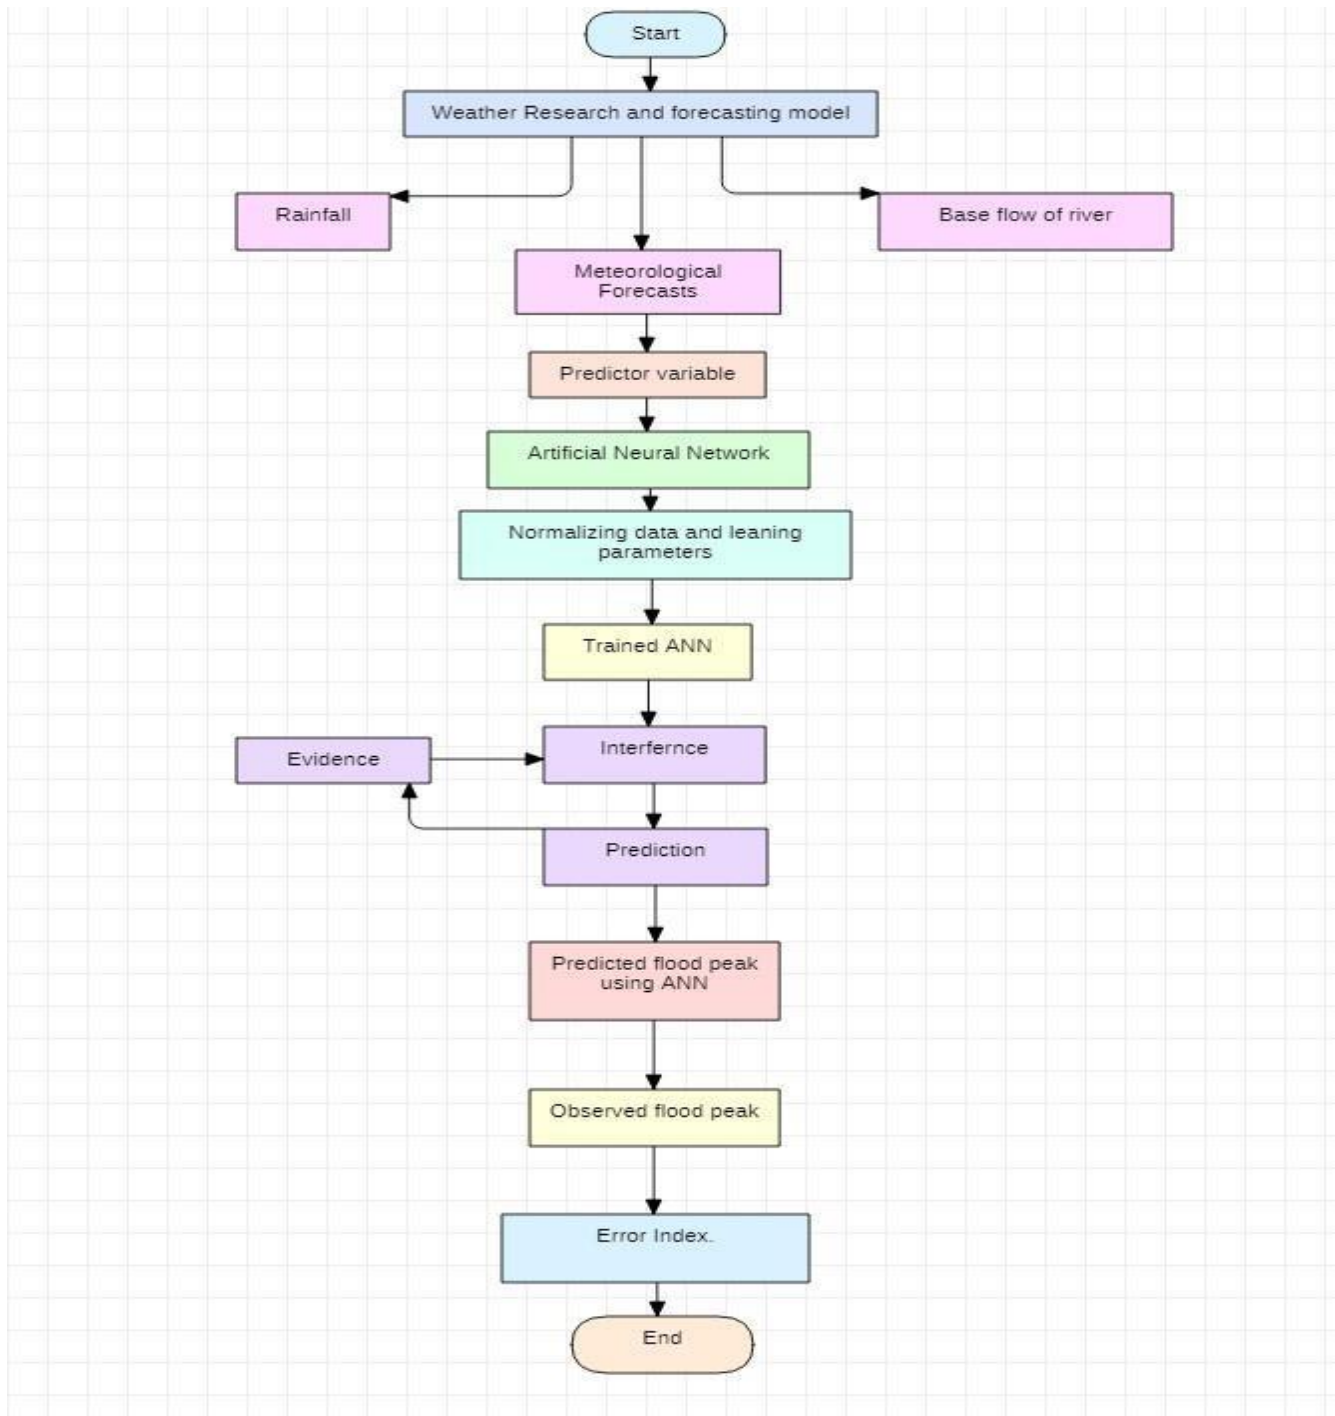 Start
Weather Research and forecasting model
Rainfall
Base flow of river
Meteorological
Forecasts
Predictor variable
Artificial Neural Network
Normalizing data and leaning
parameters
Trained ANN
Evidence
Interfernce
Prediction
Predicted flood peak
using ANN
Observed flood peak
Error Index.
End